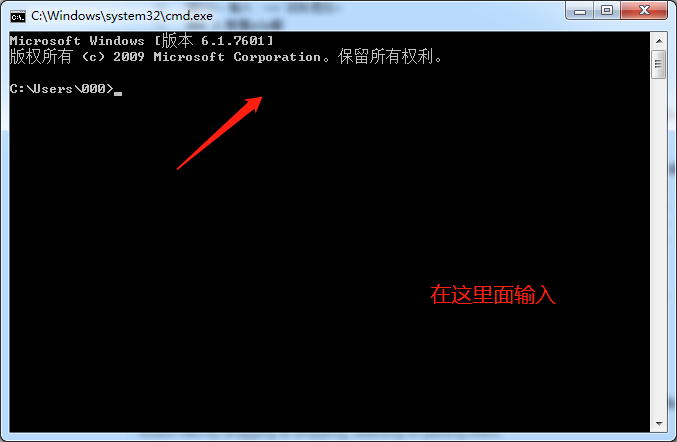 C:\Windows\system32\cmd.exe
Microsoft Windows [版本 6.1.7601]
版权所有 (c) 2009 Microsoft Corporation。保留所有权利。
C:\Users\000>_
在这里面输入